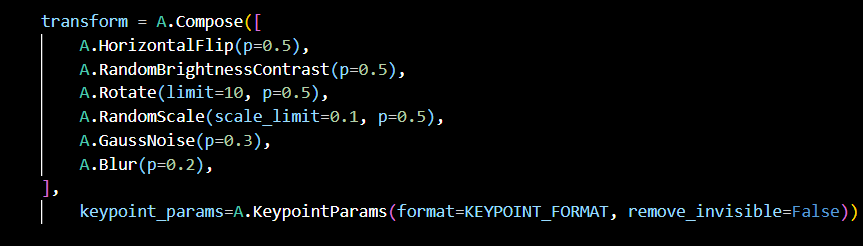 transform = A.Compose([
    A.HorizontalFlip(p=0.5),
    A.RandomBrightnessContrast(p=0.5),
    A.Rotate(limit=10, p=0.5),
    A.RandomScale(scale_limit=0.1, p=0.5),
    A.GaussNoise(p=0.3),
    A.Blur(p=0.2),
],
    keypoint_params=A.KeypointParams(format=KEYPOINT_FORMAT, remove_invisible=False))